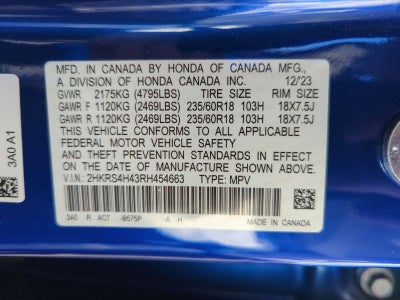 MFD. IN CANADA BY HONDA OF CANADA MFG.,
A DIVISION OF HONDA CANADA INC. 12/23
GVWR 2175KG (4795LBS) TIRE SIZE RIM SIZE
GAWR F 1120KG (2469LBS) 235/60R18 103H 18X7.5J
GAWR R 1120KG (2469LBS) 235/60R18 103H 18X7.5J
THIS VEHICLE CONFORMS TO ALL APPLICABLE
FEDERAL MOTOR VEHICLE SAFETY
AND THEFT PREVENTION STANDARDS IN EFFECT
ON THE DATE OF MANUFACTURE SHOWN ABOVE.
V.I.N.: 2HKRS4H43RH454663 TYPE: MPV
3A0 R AC7 -B575P -JL -H
MADE IN CANADA
3A0 A1